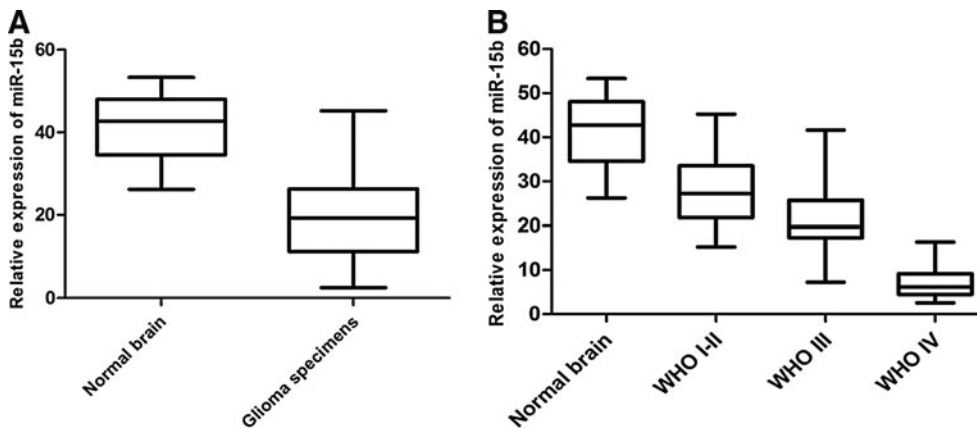 A
Relative expression of miR-15b
60
40
20
0
Normal brain
Glioma specimens
B
Relative expression of miR-15b
60
50
40
30
20
10
0
Normal brain
WHO I-II
WHO III
WHO IV